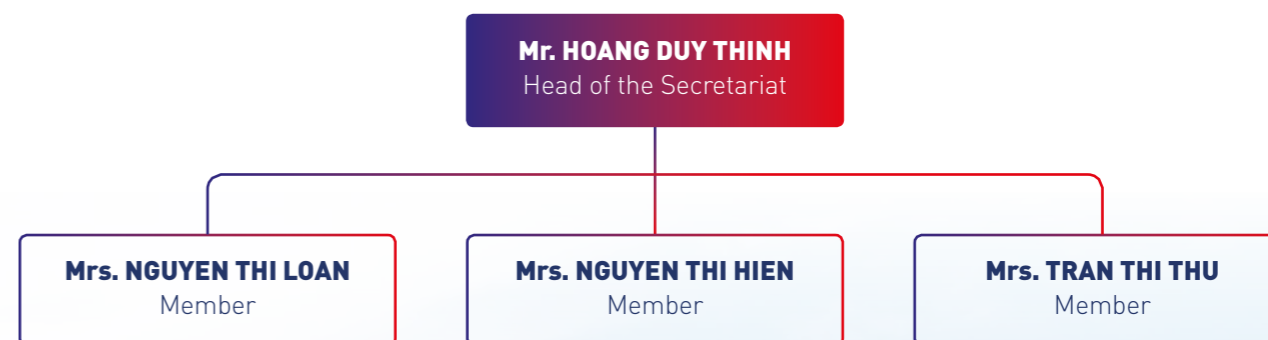 Mr. HOANG DUY THINH
Head of the Secretariat
Mrs. NGUYEN THI LOAN
Member
Mrs. NGUYEN THI HIEN
Member
Mrs. TRAN THI THU
Member